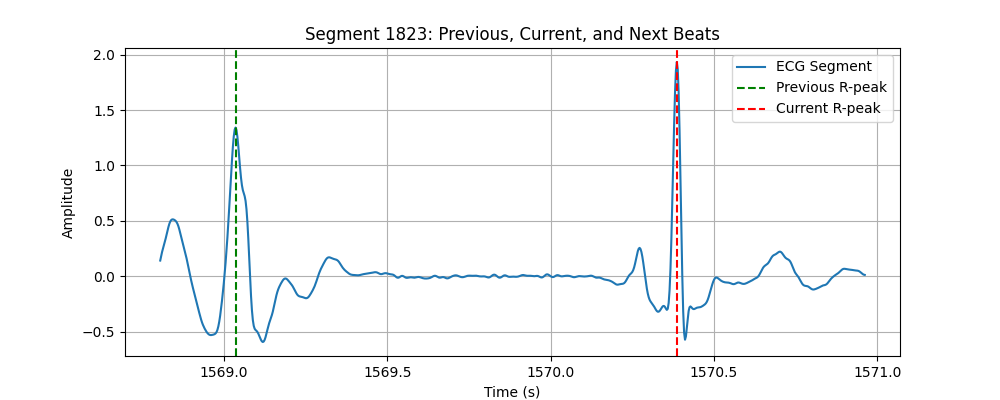 Segment 1823: Previous, Current, and Next Beats
2.0
1.5
1.0
0.5
0.0
−0.5
Amplitude
ECG Segment
Previous R-peak
Current R-peak
1569.0 1569.5 1570.0 1570.5 1571.0
Time (s)